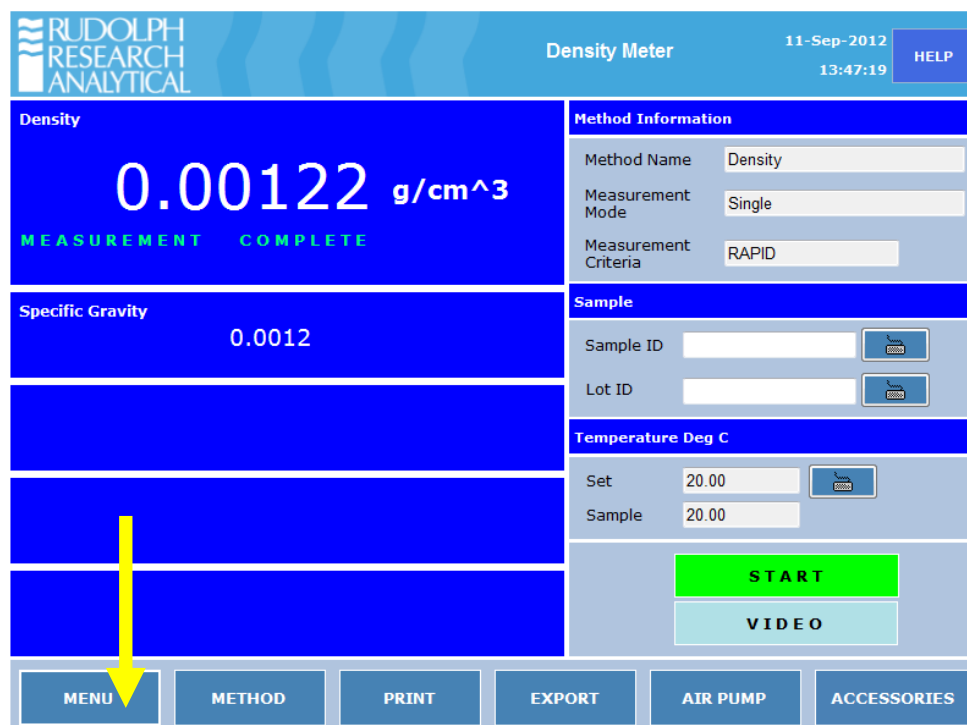 RUDOLPH
RESEARCH
ANALYTICAL
Density Meter
11-Sep-2012
13:47:19
HELP
Density
0.00122 g/cm^3
MEASUREMENT COMPLETE
Specific Gravity
0.0012
Method Information
Method Name Density
Measurement
Mode
Single
Measurement
Criteria
RAPID
Sample
Sample ID
Lot ID
Temperature Deg C
Set 20.00
Sample 20.00
START
VIDEO
MENU METHOD PRINT EXPORT AIR PUMP ACCESSORIES